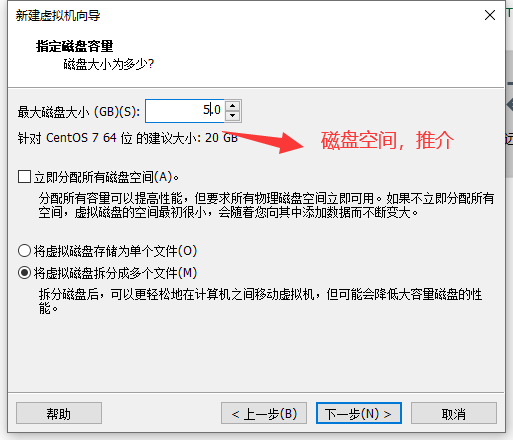 新建虚拟机向导
指定磁盘容量
磁盘大小为多少?
最大磁盘大小 (GB)(S): 5.0
针对 CentOS 7 64 位 的建议大小: 20 GB
磁盘空间，推介
立即分配所有磁盘空间(A)。
分配所有容量可以提高性能，但要求所有物理磁盘空间立即可用。如果不立即分配所有
空间，虚拟磁盘的空间最初很小，会随着您向其中添加数据而不断变大。
将虚拟磁盘存储为单个文件(O)
将虚拟磁盘拆分成多个文件(M)
拆分磁盘后，可以更轻松地在计算机之间移动虚拟机，但可能会降低大容量磁盘的性
能。
帮助
< 上一步(B)
下一步(N) >
取消